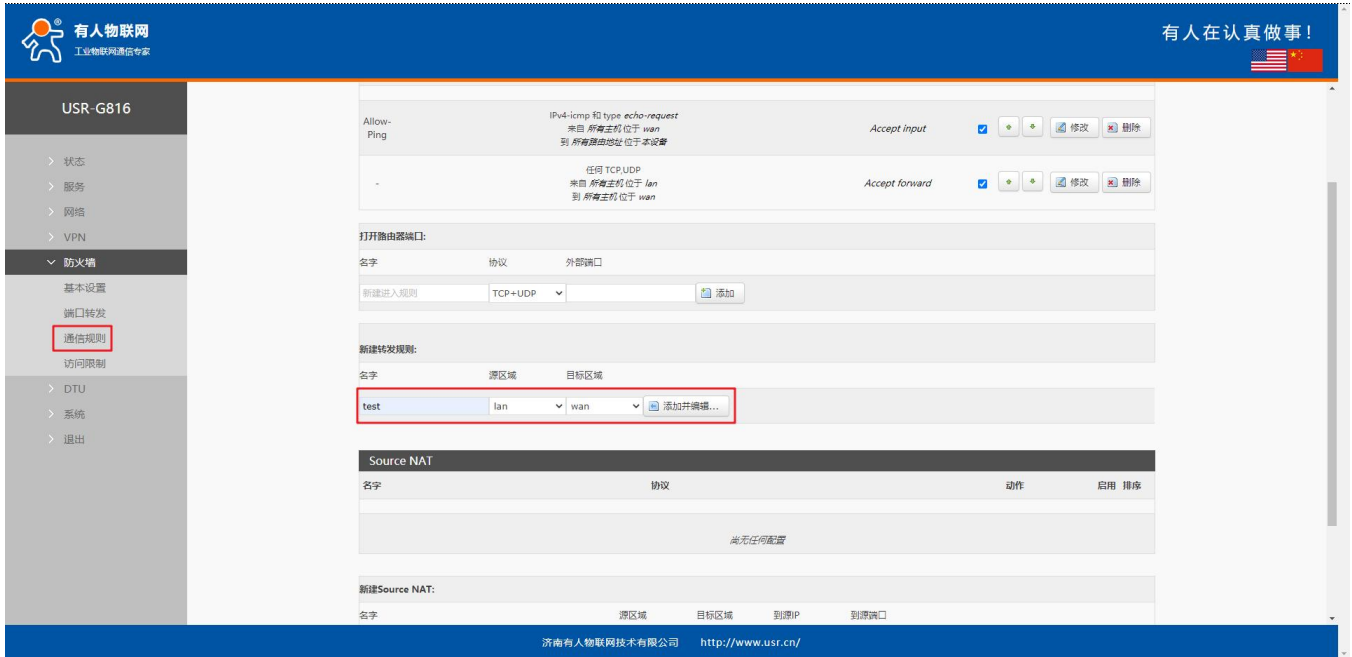 有人物联网
工业物联网通信专家
有人在认真做事!
USR-G816
状态
服务
网络
VPN
防火墙
基本设置
端口转发
通信规则
访问限制
DTU
系统
退出
Allow-
Ping
IPv4-icmp 和 type echo-request
来自 所有主机 位于 wan
到 所有路由地址 位于 本设备
Accept input
修改 删除
-
任何 TCP,UDP
来自 所有主机 位于 lan
到 所有主机 位于 wan
Accept forward
修改 删除
打开路由器端口:
名字 协议 外部端口
新建进入规则 TCP+UDP 添加
新建转发规则:
名字 源区域 目标区域
test lan wan 添加并编辑...
Source NAT
名字 协议 动作 启用 排序
尚无任何配置
新建Source NAT:
名字 源区域 目标区域 到源IP 到源端口
济南有人物联网技术有限公司 http://www.usr.cn/